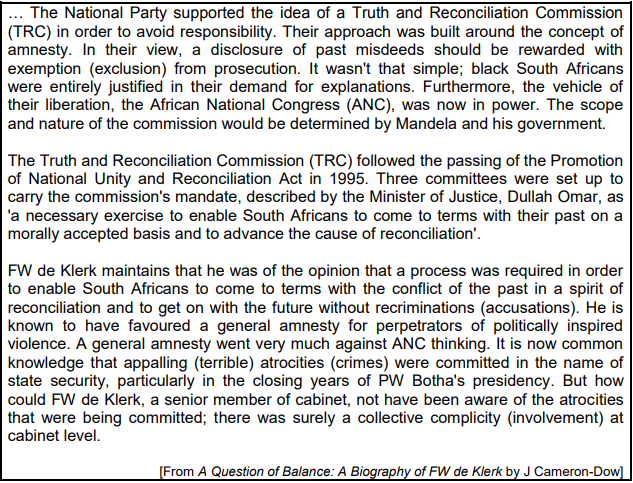 … The National Party supported the idea of a Truth and Reconciliation Commission
(TRC) in order to avoid responsibility. Their approach was built around the concept of
amnesty. In their view, a disclosure of past misdeeds should be rewarded with
exemption (exclusion) from prosecution. It wasn't that simple; black South Africans
were entirely justified in their demand for explanations. Furthermore, the vehicle of
their liberation, the African National Congress (ANC), was now in power. The scope
and nature of the commission would be determined by Mandela and his government.
The Truth and Reconciliation Commission (TRC) followed the passing of the Promotion
of National Unity and Reconciliation Act in 1995. Three committees were set up to
carry the commission's mandate, described by the Minister of Justice, Dullah Omar, as
'a necessary exercise to enable South Africans to come to terms with their past on a
morally accepted basis and to advance the cause of reconciliation'.
FW de Klerk maintains that he was of the opinion that a process was required in order
to enable South Africans to come to terms with the conflict of the past in a spirit of
reconciliation and to get on with the future without recriminations (accusations). He is
known to have favoured a general amnesty for perpetrators of politically inspired
violence. A general amnesty went very much against ANC thinking. It is now common
knowledge that appalling (terrible) atrocities (crimes) were committed in the name of
state security, particularly in the closing years of PW Botha's presidency. But how
could FW de Klerk, a senior member of cabinet, not have been aware of the atrocities
that were being committed; there was surely a collective complicity (involvement) at
cabinet level.
[From A Question of Balance: A Biography of FW de Klerk by J Cameron-Dow]